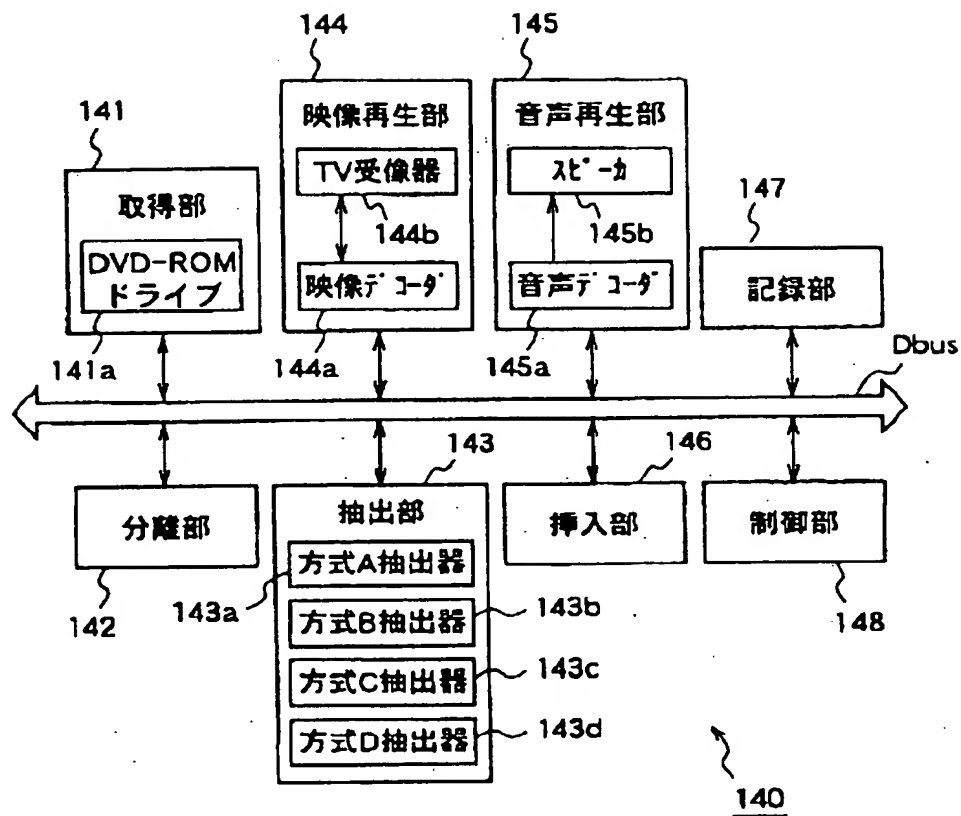 144
145
映像再生部
音声再生部
141
TV受像器
ｽﾋﾟｰｶ
147
取得部
144b
145b
DVD-ROM
ドライブ
映像ﾃﾞｺｰﾀﾞ
音声ﾃﾞｺｰﾀﾞ
記録部
141a
144a
145a
Dbus
143
146
分離部
抽出部
挿入部
制御部
方式A抽出器
142
143a
方式B抽出器
143b
148
方式C抽出器
143c
方式D抽出器
143d
140